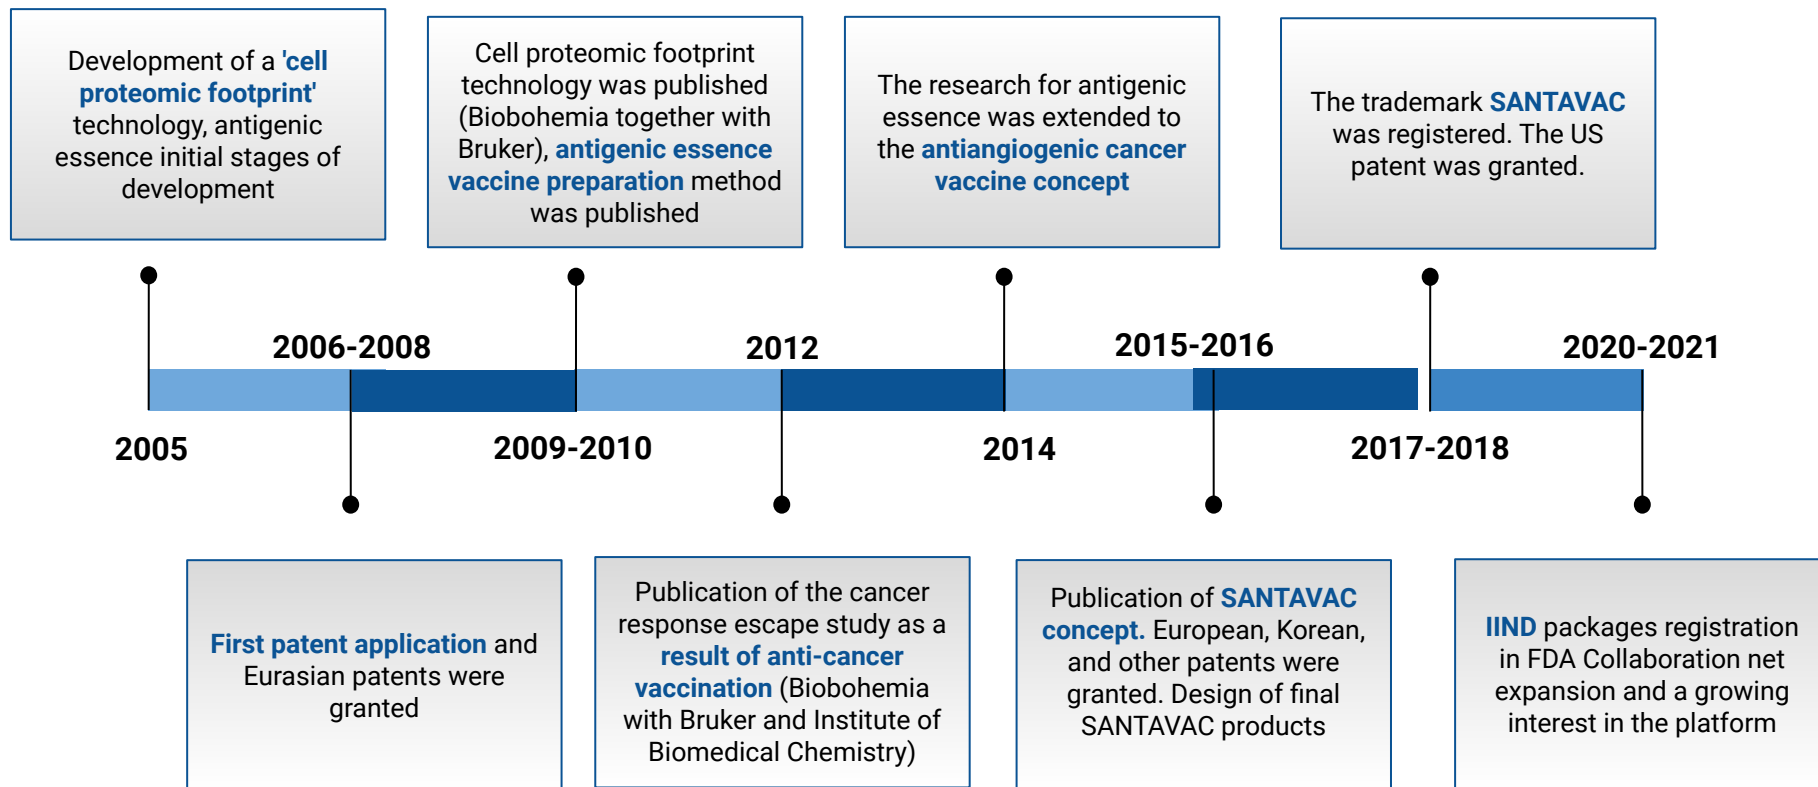 Development of a 'cell
proteomic footprint'
technology, antigenic
essence initial stages of
development
Cell proteomic footprint
technology was published
(Biobohemia together with
Bruker), antigenic essence
vaccine preparation method
was published
The research for antigenic
essence was extended to
the antiangiogenic cancer
vaccine concept
The trademark SANTAVAC
was registered. The US
patent was granted.
2006-2008
2012
2015-2016
2020-2021
2005
2009-2010
2014
2017-2018
First patent application and
Eurasian patents were
granted
Publication of the cancer
response escape study as a
result of anti-cancer
vaccination (Biobohemia
with Bruker and Institute of
Biomedical Chemistry)
Publication of SANTAVAC
concept. European, Korean,
and other patents were
granted. Design of final
SANTAVAC products
IIND packages registration
in FDA Collaboration net
expansion and a growing
interest in the platform